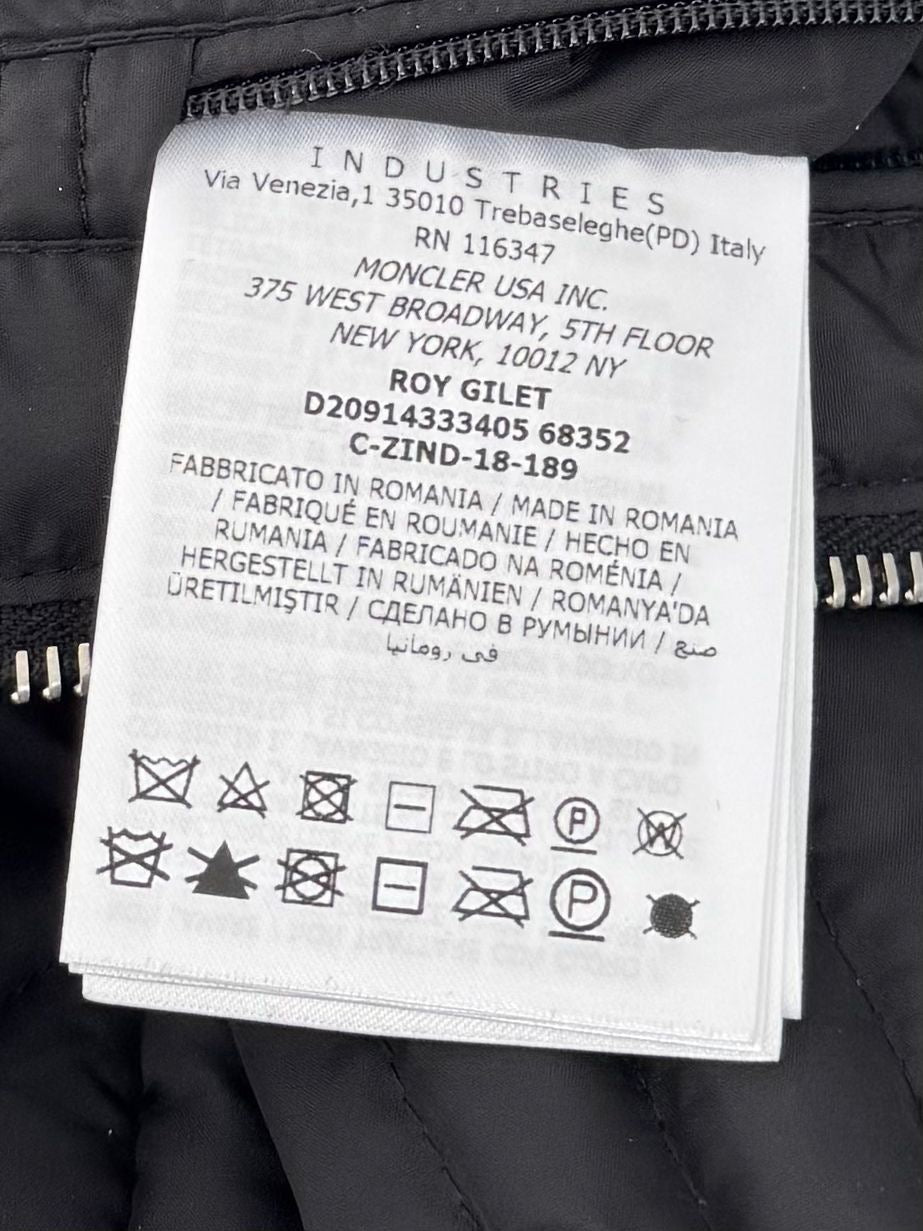 INDUSTRIES
Via Venezia,1 35010 Trebaseleghe(PD) Italy
RN 116347
MONCLER USA INC.
375 WEST BROADWAY, 5TH FLOOR
NEW YORK, 10012 NY
ROY GILET
D20914333405 68352
C-ZIND-18-189
FABBRICATO IN ROMANIA / MADE IN ROMANIA
/ FABRIQUÉ EN ROUMANIE / HECHO EN
RUMANIA / FABRICADO NA ROMÉNIA /
HERGESTELLT IN RUMÄNIEN / ROMANYA'DA
ÜRETILMIŞTIR / СДЕЛАНО В РУМЫНИИ / صنع
في رومانيا
P W
P